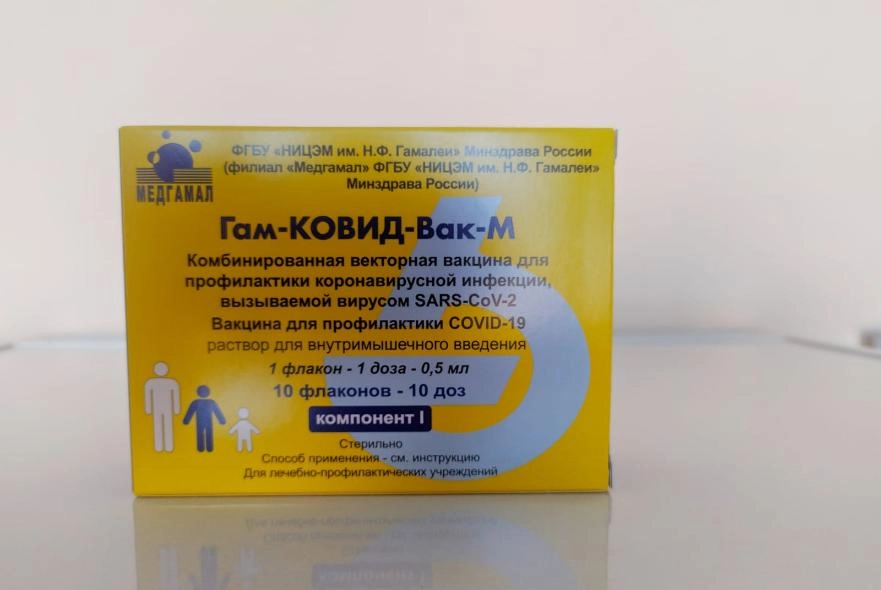 МЕДГАМАЛ
ФГБУ «НИЦЭМ им. Н.Ф. Гамалеи» Минздрава России
(филиал «Медгамал» ФГБУ «НИЦЭМ им. Н.Ф. Гамалеи»
Минздрава России)
Гам-КОВИД-Вак-М
Комбинированная векторная вакцина для
профилактики коронавирусной инфекции,
вызываемой вирусом SARS-CoV-2
Вакцина для профилактики COVID-19
раствор для внутримышечного введения
1 флакон - 1 доза - 0,5 мл
10 флаконов - 10 доз
компонент I
Стерильно
Способ применения - см. инструкцию
Для лечебно-профилактических учреждений